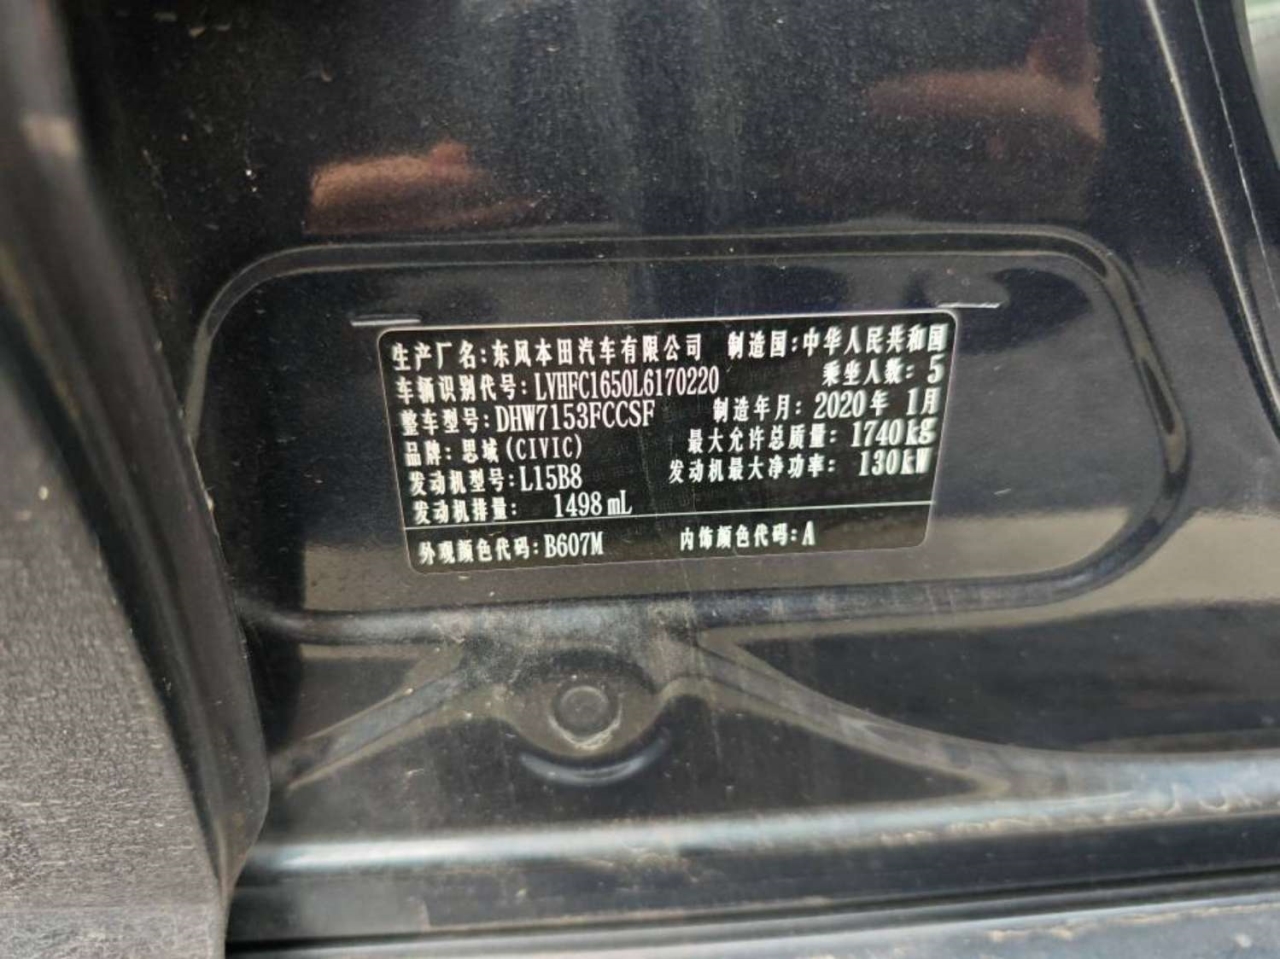 生产厂名:东风本田汽车有限公司 制造国:中华人民共和国
车辆识别代号:LVHFC1650L6170220 乘坐人数:5
整车型号:DHW7153FCCSF 制造年月:2020年 1月
品牌:思域(CIVIC) 最大允许总质量:1740kg
发动机型号:L15B8 发动机最大净功率: 130kW
发动机排量: 1498mL
外观颜色代码:B607M 内饰颜色代码:A